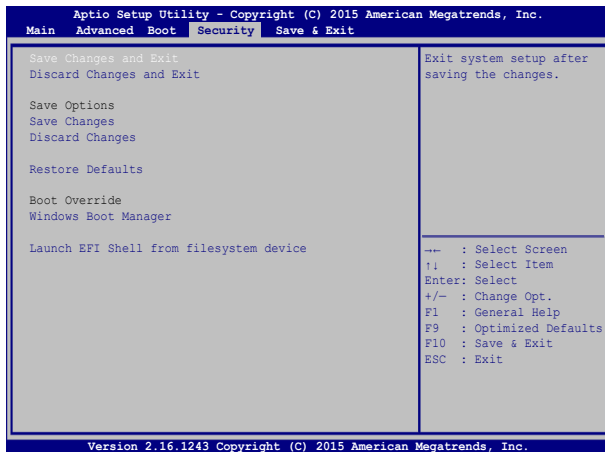 Aptio Setup Utility - Copyright (C) 2015 American Megatrends, Inc.
Main Advanced Boot Security Save & Exit
Save Changes and Exit
Discard Changes and Exit
Save Options
Save Changes
Discard Changes
Restore Defaults
Boot Override
Windows Boot Manager
Launch EFI Shell from filesystem device
Exit system setup after
saving the changes.
→← : Select Screen
↑↓ : Select Item
Enter: Select
+/— : Change Opt.
F1 : General Help
F9 : Optimized Defaults
F10 : Save & Exit
ESC : Exit
Version 2.16.1243 Copyright (C) 2015 American Megatrends, Inc.